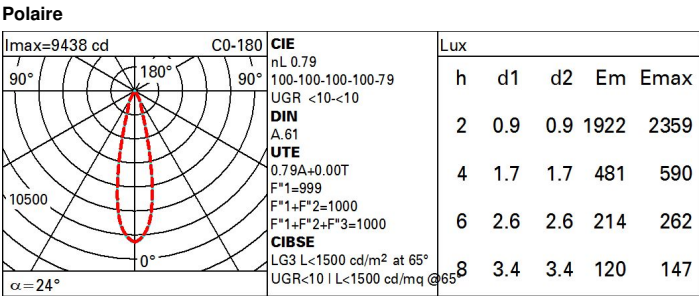 Polaire
Imax=9438 cd C0-180
90° 180° 90°
10500
0°
α=24°
CIE
nL 0.79
100-100-100-100-79
UGR <10-<10
DIN
A.61
UTE
0.79A+0.00T
F"1=999
F"1+F"2=1000
F"1+F"2+F"3=1000
CIBSE
LG3 L<1500 cd/m² at 65°
UGR<10 | L<1500 cd/mq @65°
Lux
h d1 d2 Em Emax
2 0.9 0.9 1922 2359
4 1.7 1.7 481 590
6 2.6 2.6 214 262
8 3.4 3.4 120 147